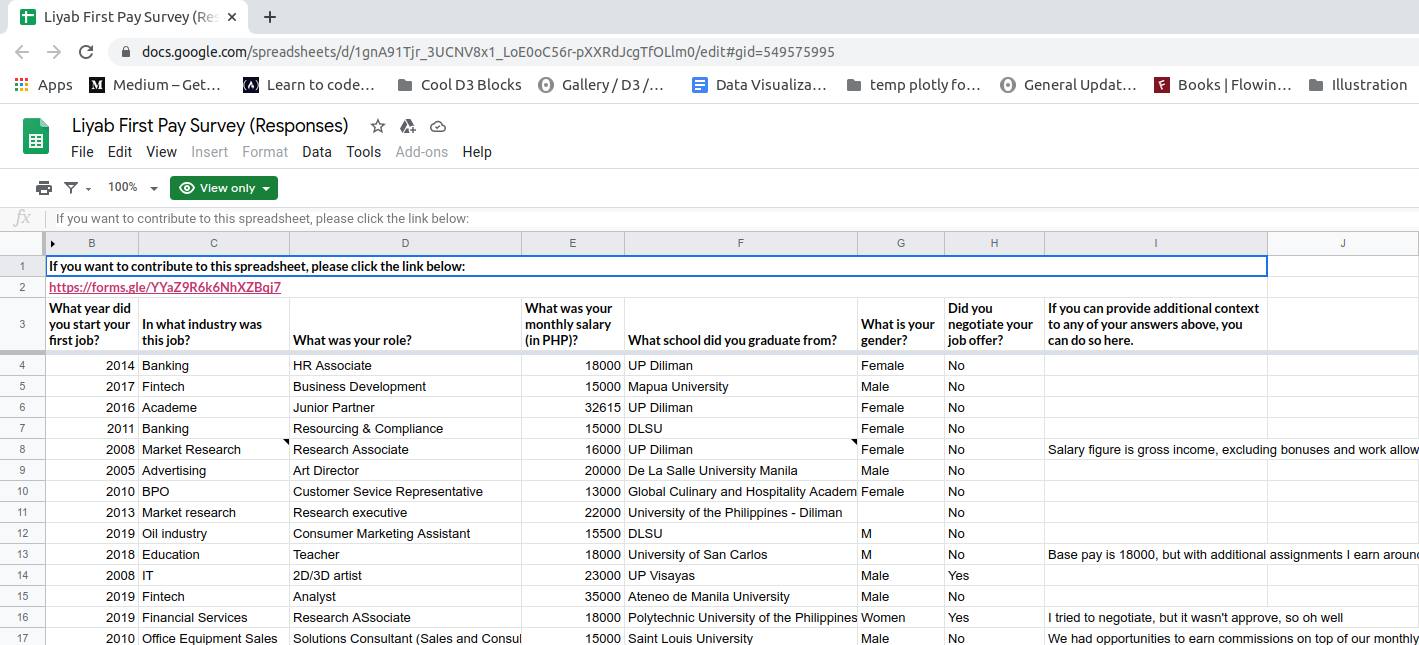 Liyab First Pay Survey (Res
docs.google.com/spreadsheets/d/1gnA91Tjr_3UCNV8x1_LoE0oC56r-pXXRdJcgTfOLlm0/edit#gid=549575995
Apps Medium – Get… Learn to code… Cool D3 Blocks Gallery / D3 /… Data Visualiza… temp plotly fo… General Updat… Books | Flowin… Illustration
Liyab First Pay Survey (Responses)
File Edit View Insert Format Data Tools Add-ons Help
100% View only
fx If you want to contribute to this spreadsheet, please click the link below:
B C D E F G H I J
1 If you want to contribute to this spreadsheet, please click the link below:
2 https://forms.gle/YYaZ9R6k6NhXZBqj7
What year did What was your Did you If you can provide additional context
3 you start your In what industry was monthly salary What is your negotiate your to any of your answers above, you
first job? this job? What was your role? (in PHP)? What school did you graduate from? gender? job offer? can do so here.
4 2014 Banking HR Associate 18000 UP Diliman Female No
5 2017 Fintech Business Development 15000 Mapua University Male No
6 2016 Academe Junior Partner 32615 UP Diliman Female No
7 2011 Banking Resourcing & Compliance 15000 DLSU Female No
8 2008 Market Research Research Associate 16000 UP Diliman Female No Salary figure is gross income, excluding bonuses and work allow
9 2005 Advertising Art Director 20000 De La Salle University Manila Male No
10 2010 BPO Customer Sevice Representative 13000 Global Culinary and Hospitality Academ Female No
11 2013 Market research Research executive 22000 University of the Philippines - Diliman No
12 2019 Oil industry Consumer Marketing Assistant 15500 DLSU M No
13 2018 Education Teacher 18000 University of San Carlos M No Base pay is 18000, but with additional assignments I earn aroun
14 2008 IT 2D/3D artist 23000 UP Visayas Male Yes
15 2019 Fintech Analyst 35000 Ateneo de Manila University Male No
16 2019 Financial Services Research ASsociate 18000 Polytechnic University of the Philippines Women Yes I tried to negotiate, but it wasn't approve, so oh well
17 2010 Office Equipment Sales Solutions Consultant (Sales and Consul 15000 Saint Louis University Male No We had opportunities to earn commissions on top of our monthly